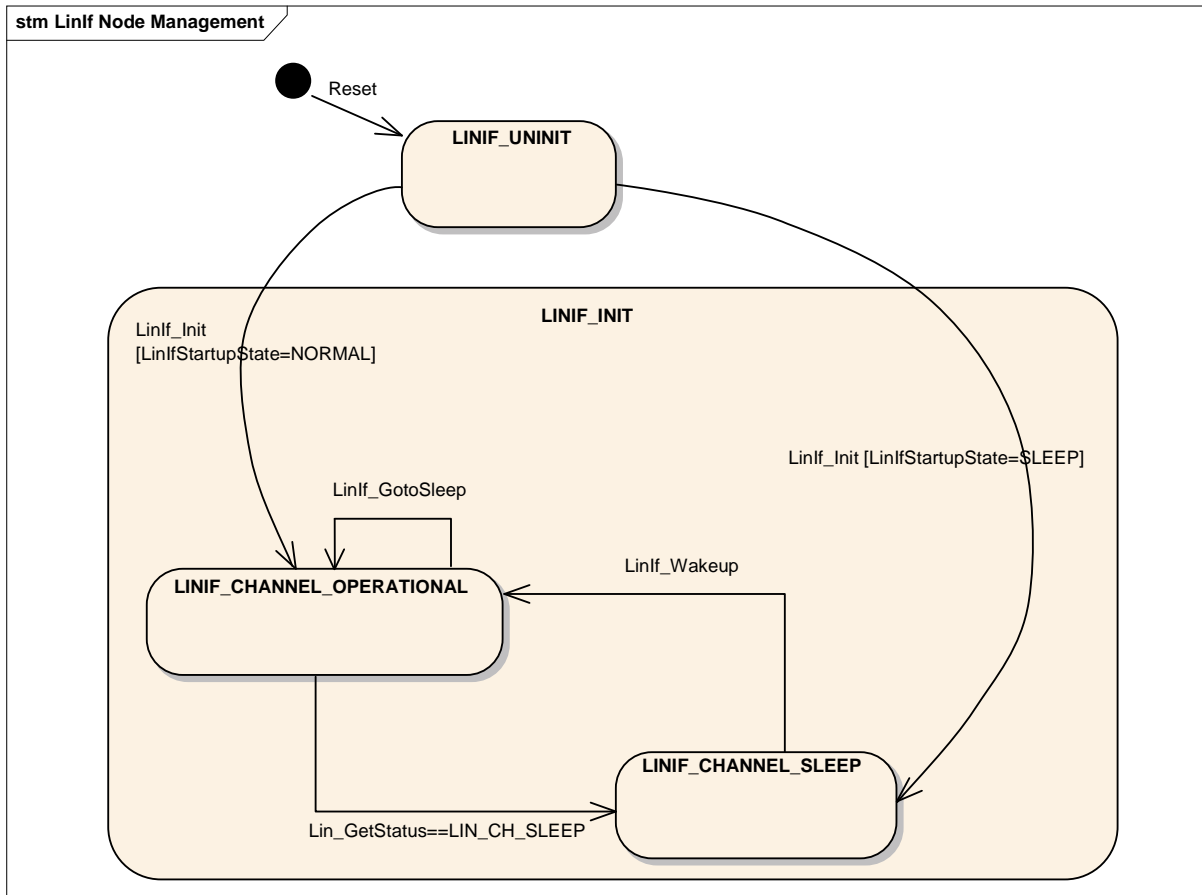 stm LinIf Node Management
Reset
LINIF_UNINIT
LINIF_INIT
LinIf_Init
[LinIfStartupState=NORMAL]
LinIf_Init [LinIfStartupState=SLEEP]
LinIf_GotoSleep
LinIf_Wakeup
LINIF_CHANNEL_OPERATIONAL
LINIF_CHANNEL_SLEEP
Lin_GetStatus==LIN_CH_SLEEP